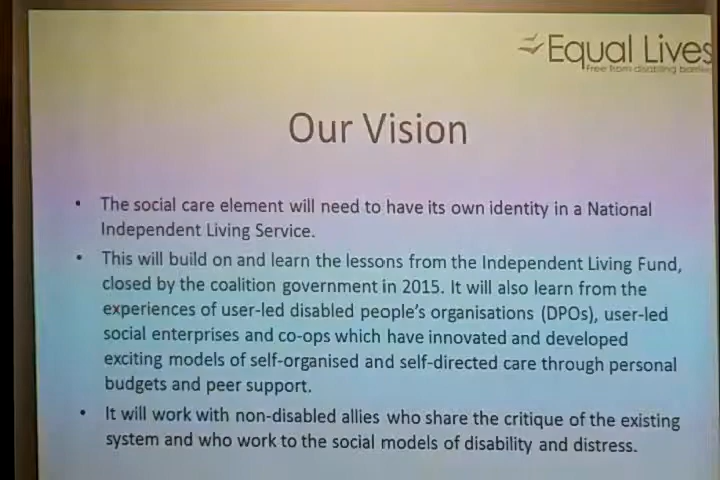 Equal Lives
Free from disabling barriers
Our Vision
• The social care element will need to have its own identity in a National
Independent Living Service.
• This will build on and learn the lessons from the Independent Living Fund,
closed by the coalition government in 2015. It will also learn from the
experiences of user-led disabled people's organisations (DPOs), user-led
social enterprises and co-ops which have innovated and developed
exciting models of self-organised and self-directed care through personal
budgets and peer support.
• It will work with non-disabled allies who share the critique of the existing
system and who work to the social models of disability and distress.